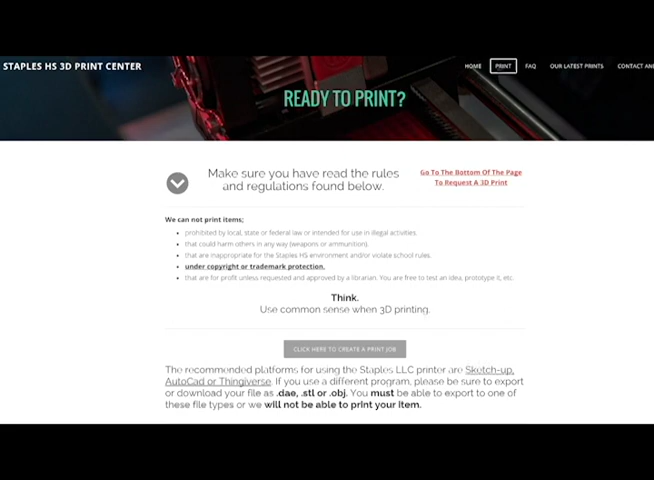 STAPLES HS 3D PRINT CENTER
HOME PRINT FAQ OUR LATEST PRINTS CONTACT AN
READY TO PRINT?
Make sure you have read the rules
and regulations found below.
Go To The Bottom Of The Page
To Request A 3D Print
We can not print items;
prohibited by local, state or federal law or intended for use in illegal activities.
that could harm others in any way (weapons or ammunition).
that are inappropriate for the Staples HS environment and/or violate school rules.
under copyright or trademark protection.
that are for profit unless requested and approved by a librarian. You are free to test an idea, prototype it, etc.
Think.
Use common sense when 3D printing.
CLICK HERE TO CREATE A PRINT JOB
The recommended platforms for using the Staples LLC printer are Sketch-up,
AutoCad or Thingiverse. If you use a different program, please be sure to export
or download your file as .dae, .stl or .obj. You must be able to export to one of
these file types or we will not be able to print your item.